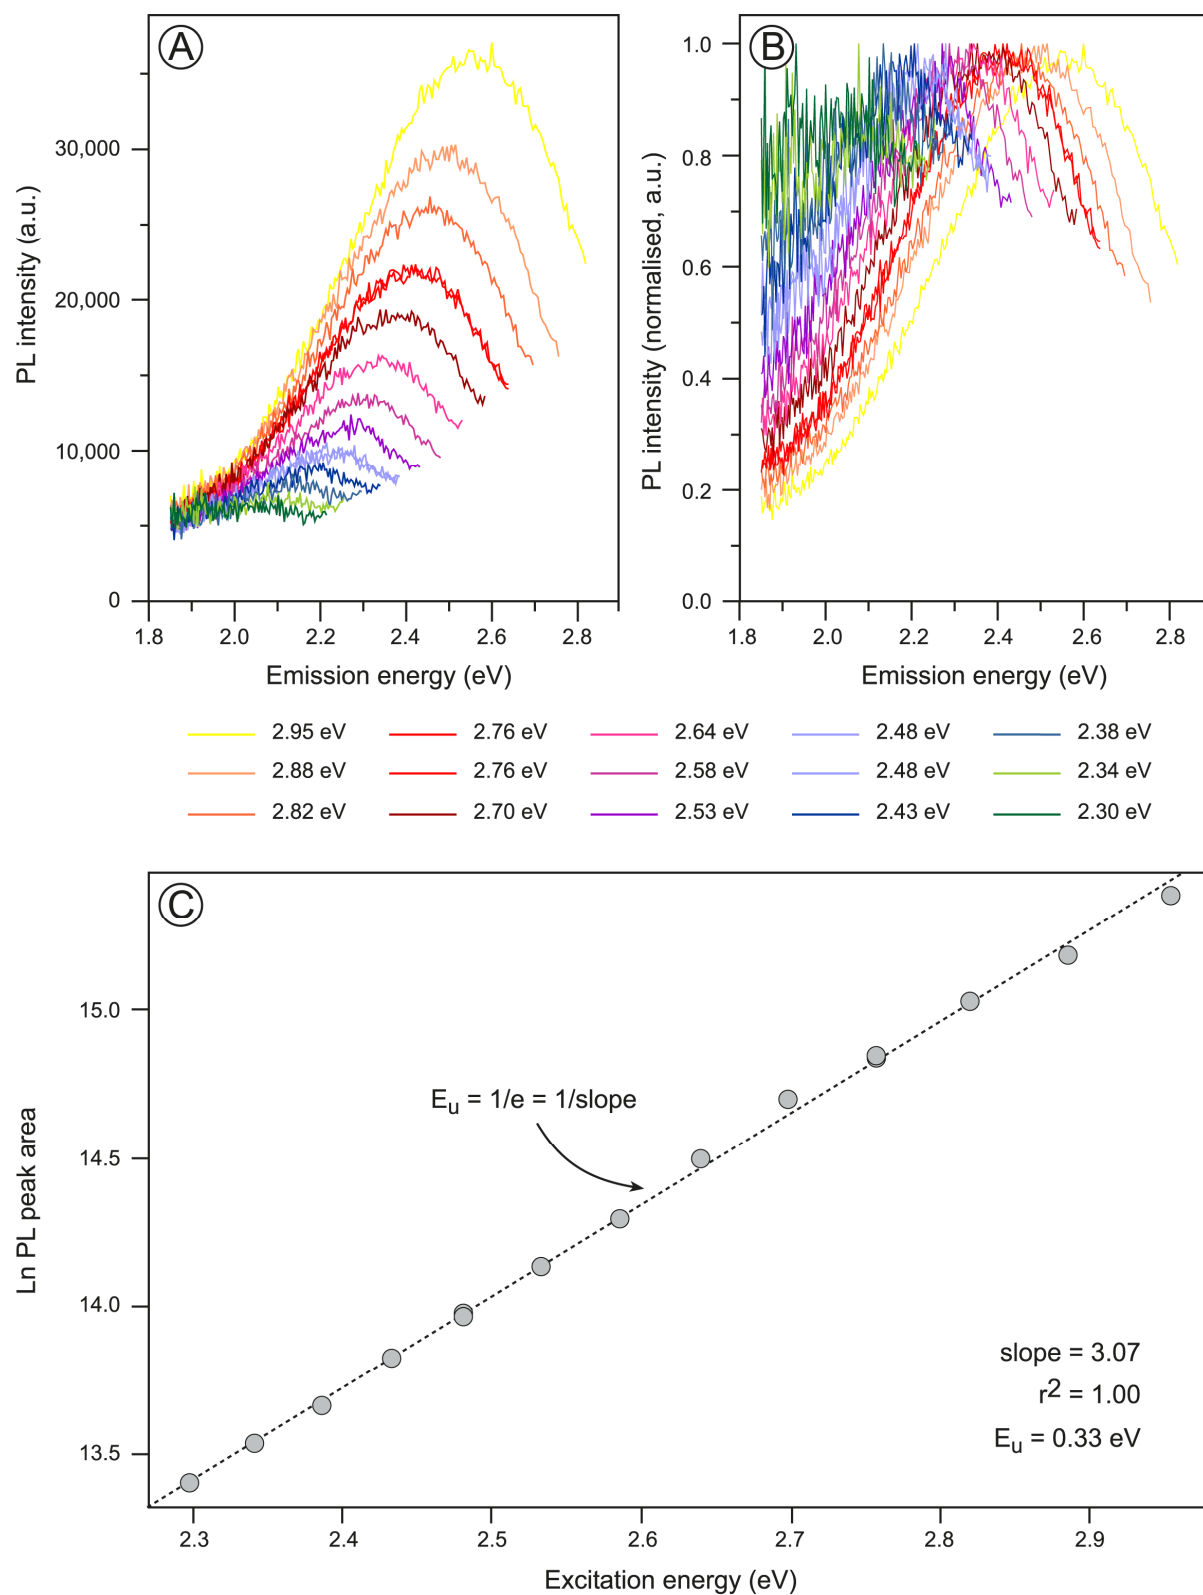 A
B
PL intensity (a.u.)
30,000
20,000
10,000
0
1.8 2.0 2.2 2.4 2.6 2.8
Emission energy (eV)
PL intensity (normalised, a.u.)
1.0
0.8
0.6
0.4
0.2
0.0
1.8 2.0 2.2 2.4 2.6 2.8
Emission energy (eV)
2.95 eV 2.76 eV 2.64 eV 2.48 eV 2.38 eV
2.88 eV 2.76 eV 2.58 eV 2.48 eV 2.34 eV
2.82 eV 2.70 eV 2.53 eV 2.43 eV 2.30 eV
C
Ln PL peak area
15.0
14.5
14.0
13.5
E_u = 1/e = 1/slope
slope = 3.07
r² = 1.00
E_u = 0.33 eV
2.3 2.4 2.5 2.6 2.7 2.8 2.9
Excitation energy (eV)